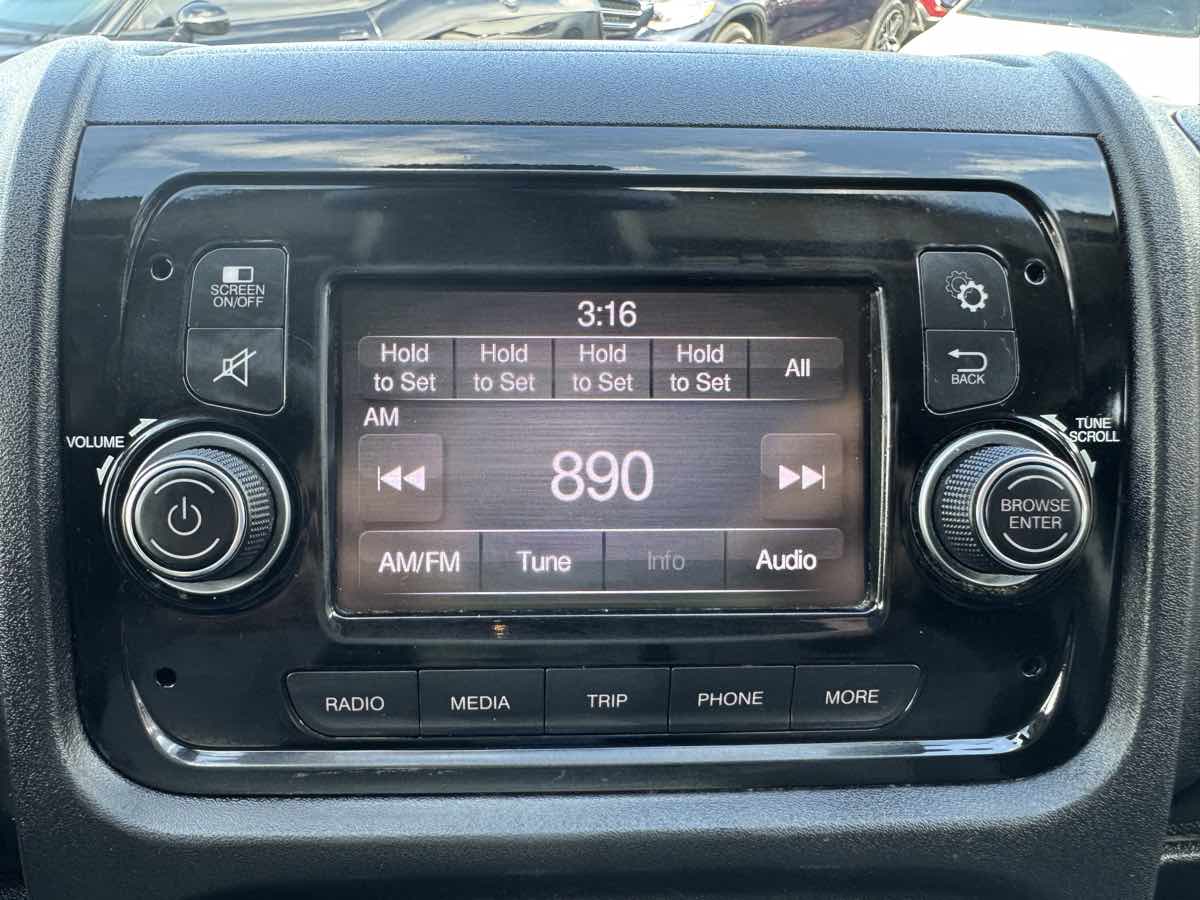 SCREEN
ON/OFF
3:16
Hold
to Set
Hold
to Set
Hold
to Set
Hold
to Set
All
BACK
AM
VOLUME
TUNE
SCROLL
890
BROWSE
ENTER
AM/FM
Tune
Info
Audio
RADIO
MEDIA
TRIP
PHONE
MORE